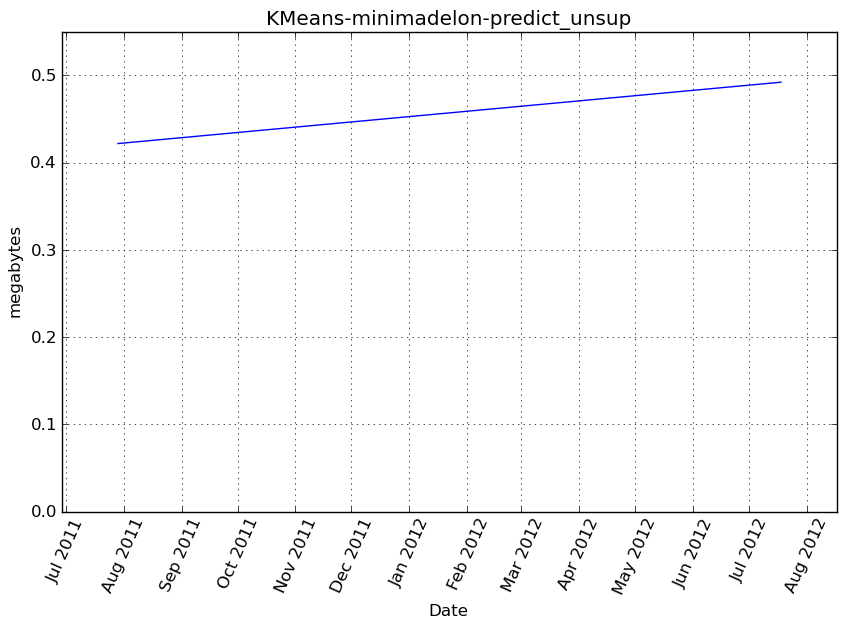 KMeans-minimadelon-predict_unsup
megabytes
0.5
0.4
0.3
0.2
0.1
0.0
Jul 2011
Aug 2011
Sep 2011
Oct 2011
Nov 2011
Dec 2011
Jan 2012
Feb 2012
Mar 2012
Apr 2012
May 2012
Jun 2012
Jul 2012
Aug 2012
Date